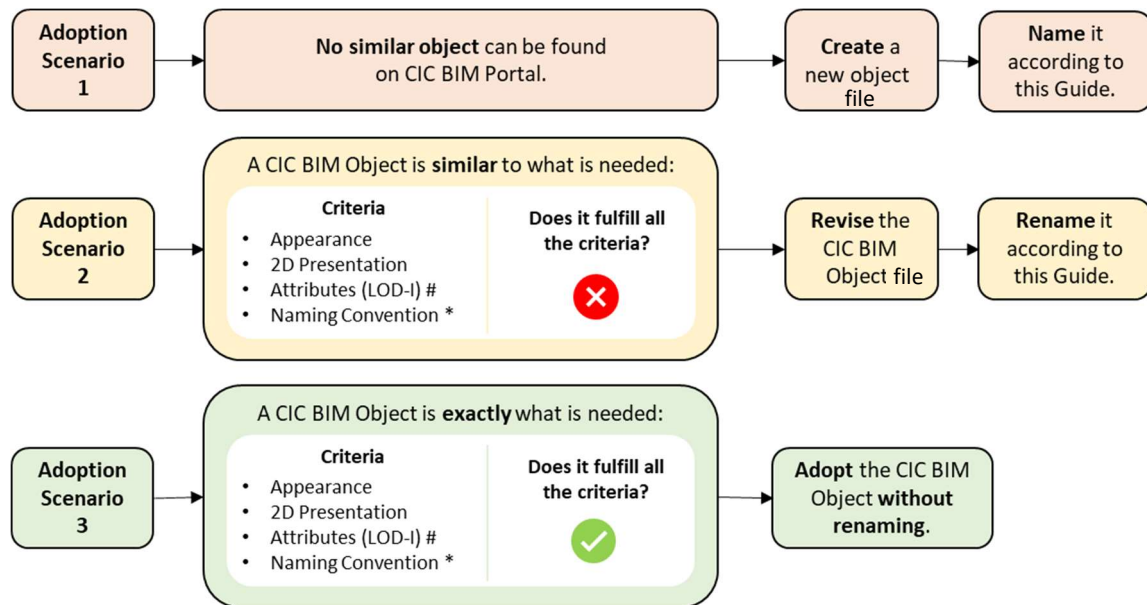 Adoption
Scenario
1
No similar object can be found
on CIC BIM Portal.
Create a
new object
file
Name it
according to
this Guide.
Adoption
Scenario
2
A CIC BIM Object is similar to what is needed:
Criteria
• Appearance
• 2D Presentation
• Attributes (LOD-I) #
• Naming Convention *
Does it fulfill all
the criteria?
Revise the
CIC BIM
Object file
Rename it
according to
this Guide.
Adoption
Scenario
3
A CIC BIM Object is exactly what is needed:
Criteria
• Appearance
• 2D Presentation
• Attributes (LOD-I) #
• Naming Convention *
Does it fulfill all
the criteria?
Adopt the CIC BIM
Object without
renaming.